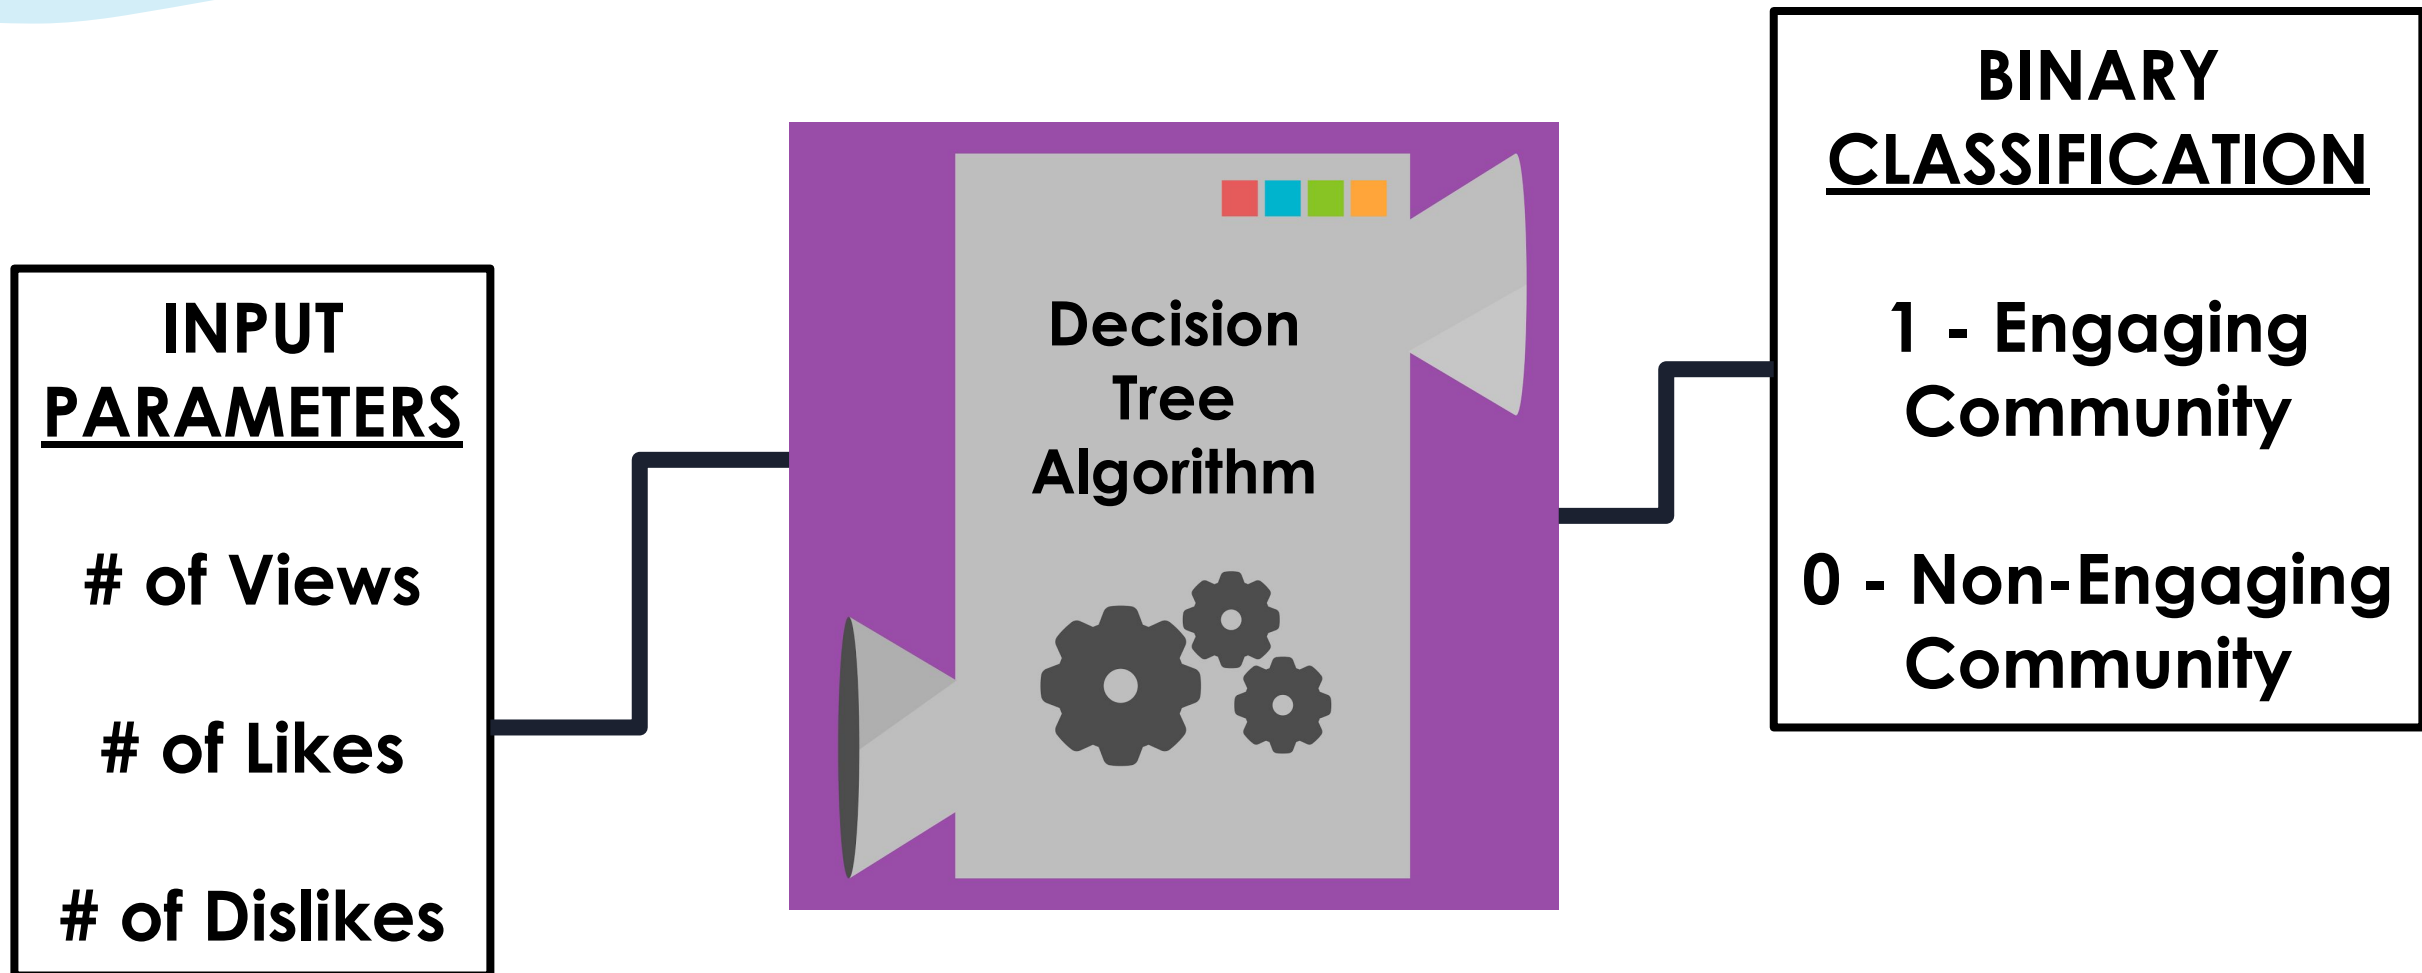 INPUT
PARAMETERS
# of Views
# of Likes
# of Dislikes
Decision
Tree
Algorithm
BINARY
CLASSIFICATION
1 - Engaging
Community
0 - Non-Engaging
Community